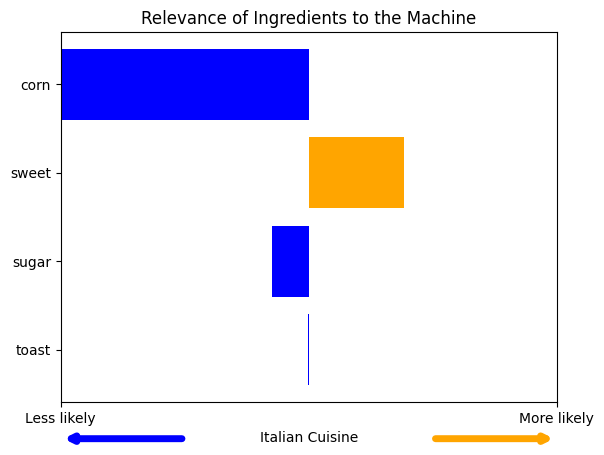 Relevance of Ingredients to the Machine
corn
sweet
sugar
toast
Less likely
More likely
Italian Cuisine